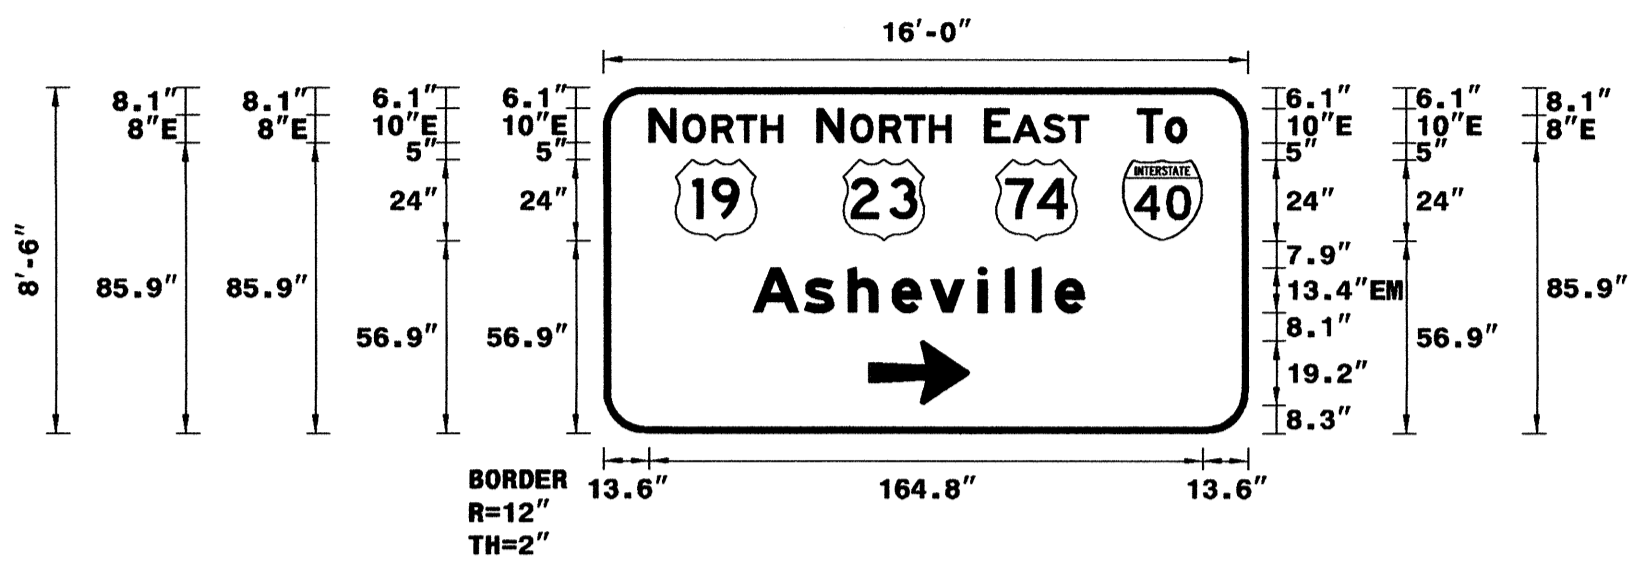 16'-0"
8.1" 8.1" 6.1" 6.1" NORTH NORTH EAST To 6.1" 6.1" 8.1"
8"E 8"E 10"E 10"E 10"E 10"E 8"E
5" 5" 5" 5"
24" 24" 19 23 74 INTERSTATE 40 24" 24"
8'-6" 85.9" 85.9" 7.9" 85.9"
56.9" 56.9" Asheville 13.4"EM 56.9"
8.1"
19.2"
8.3"
BORDER 13.6" 164.8" 13.6"
R=12"
TH=2"